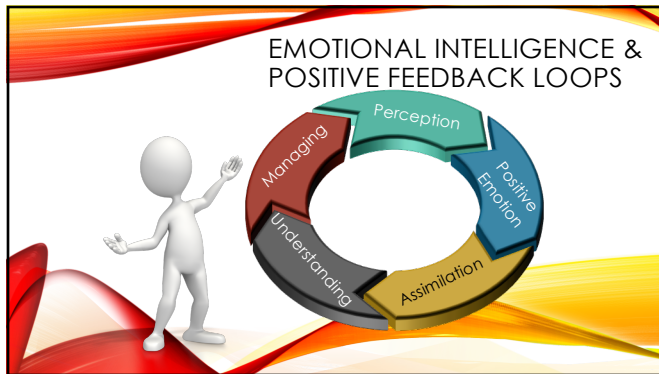 EMOTIONAL INTELLIGENCE &
POSITIVE FEEDBACK LOOPS
Perception
Positive
Emotion
Assimilation
Understanding
Managing